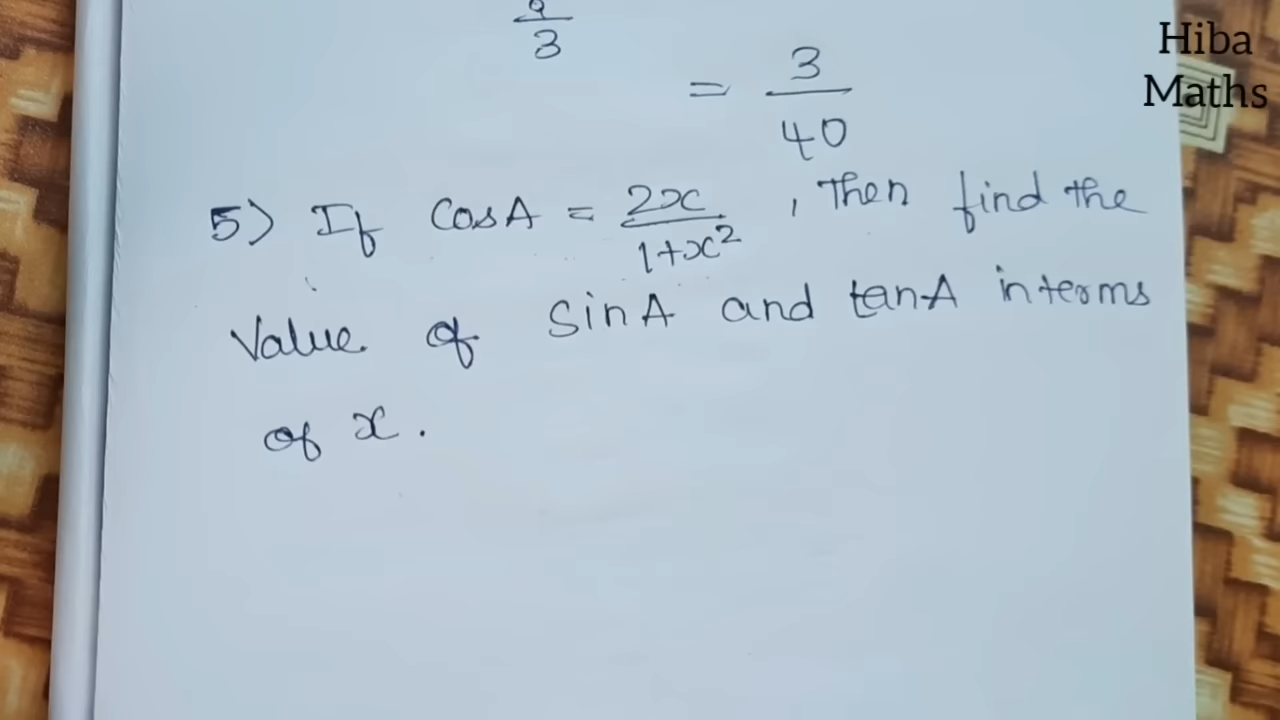 3
= 3/40
Hiba
Maths
5) If cosA = 2x/1+x², then find the
value of sinA and tanA interms
of x.